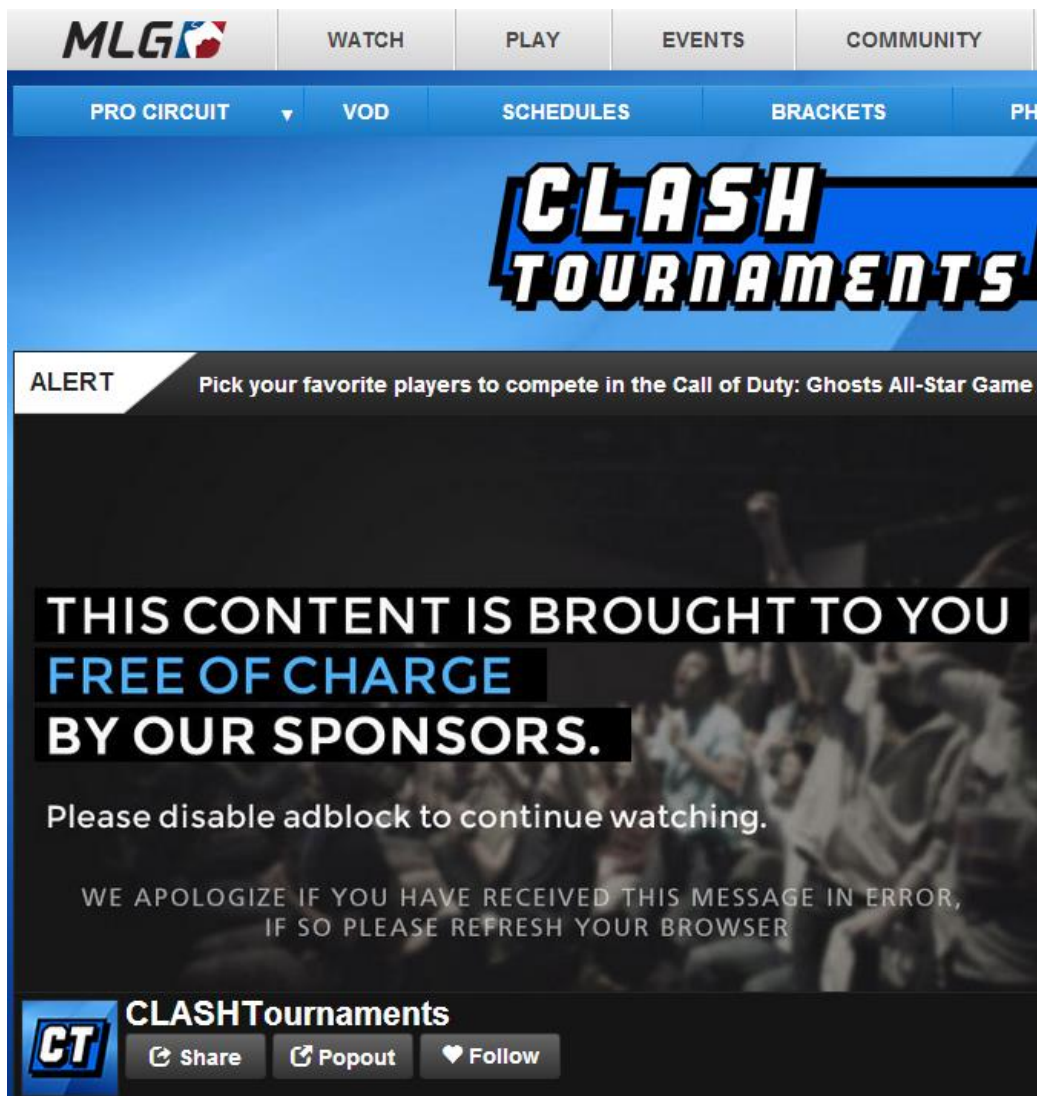 MLG
WATCH PLAY EVENTS COMMUNITY
PRO CIRCUIT ▼ VOD SCHEDULES BRACKETS PH
CLASH
TOURNAMENTS
ALERT Pick your favorite players to compete in the Call of Duty: Ghosts All-Star Game
THIS CONTENT IS BROUGHT TO YOU
FREE OF CHARGE
BY OUR SPONSORS.
Please disable adblock to continue watching.
WE APOLOGIZE IF YOU HAVE RECEIVED THIS MESSAGE IN ERROR,
IF SO PLEASE REFRESH YOUR BROWSER
CT
CLASHTournaments
Share Popout Follow